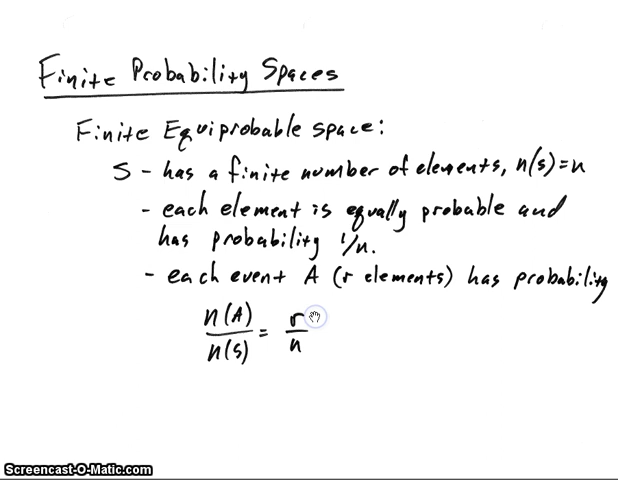 Finite Probability Spaces
Finite Equiprobable space:
S - has a finite number of elements, n(s)=n
- each element is equally probable and
has probability 1/n.
- each event A (r elements) has probability
n(A)/n(S) = r/n
Screencast-O-Matic.com